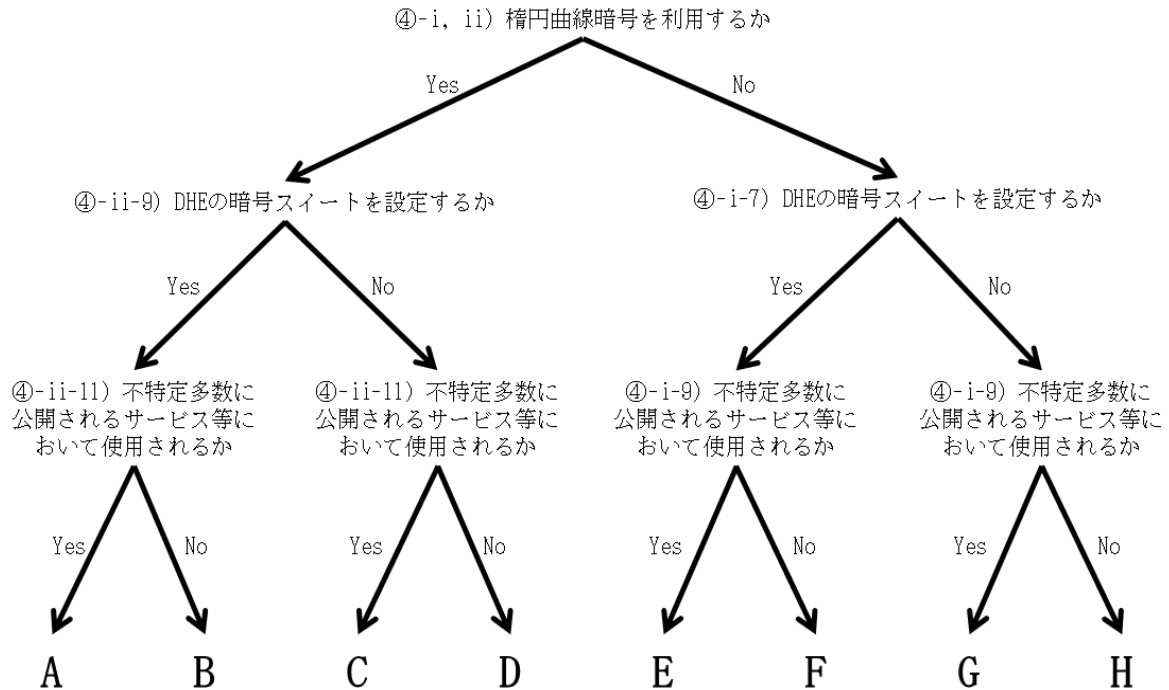 ④-i, ii) 楕円曲線暗号を利用するか
Yes
No
④-ii-9) DHEの暗号スイートを設定するか
④-i-7) DHEの暗号スイートを設定するか
Yes
No
Yes
No
④-ii-11) 不特定多数に
公開されるサービス等に
おいて使用されるか
④-ii-11) 不特定多数に
公開されるサービス等に
おいて使用されるか
④-i-9) 不特定多数に
公開されるサービス等に
おいて使用されるか
④-i-9) 不特定多数に
公開されるサービス等に
おいて使用されるか
Yes
No
Yes
No
Yes
No
Yes
No
A
B
C
D
E
F
G
H